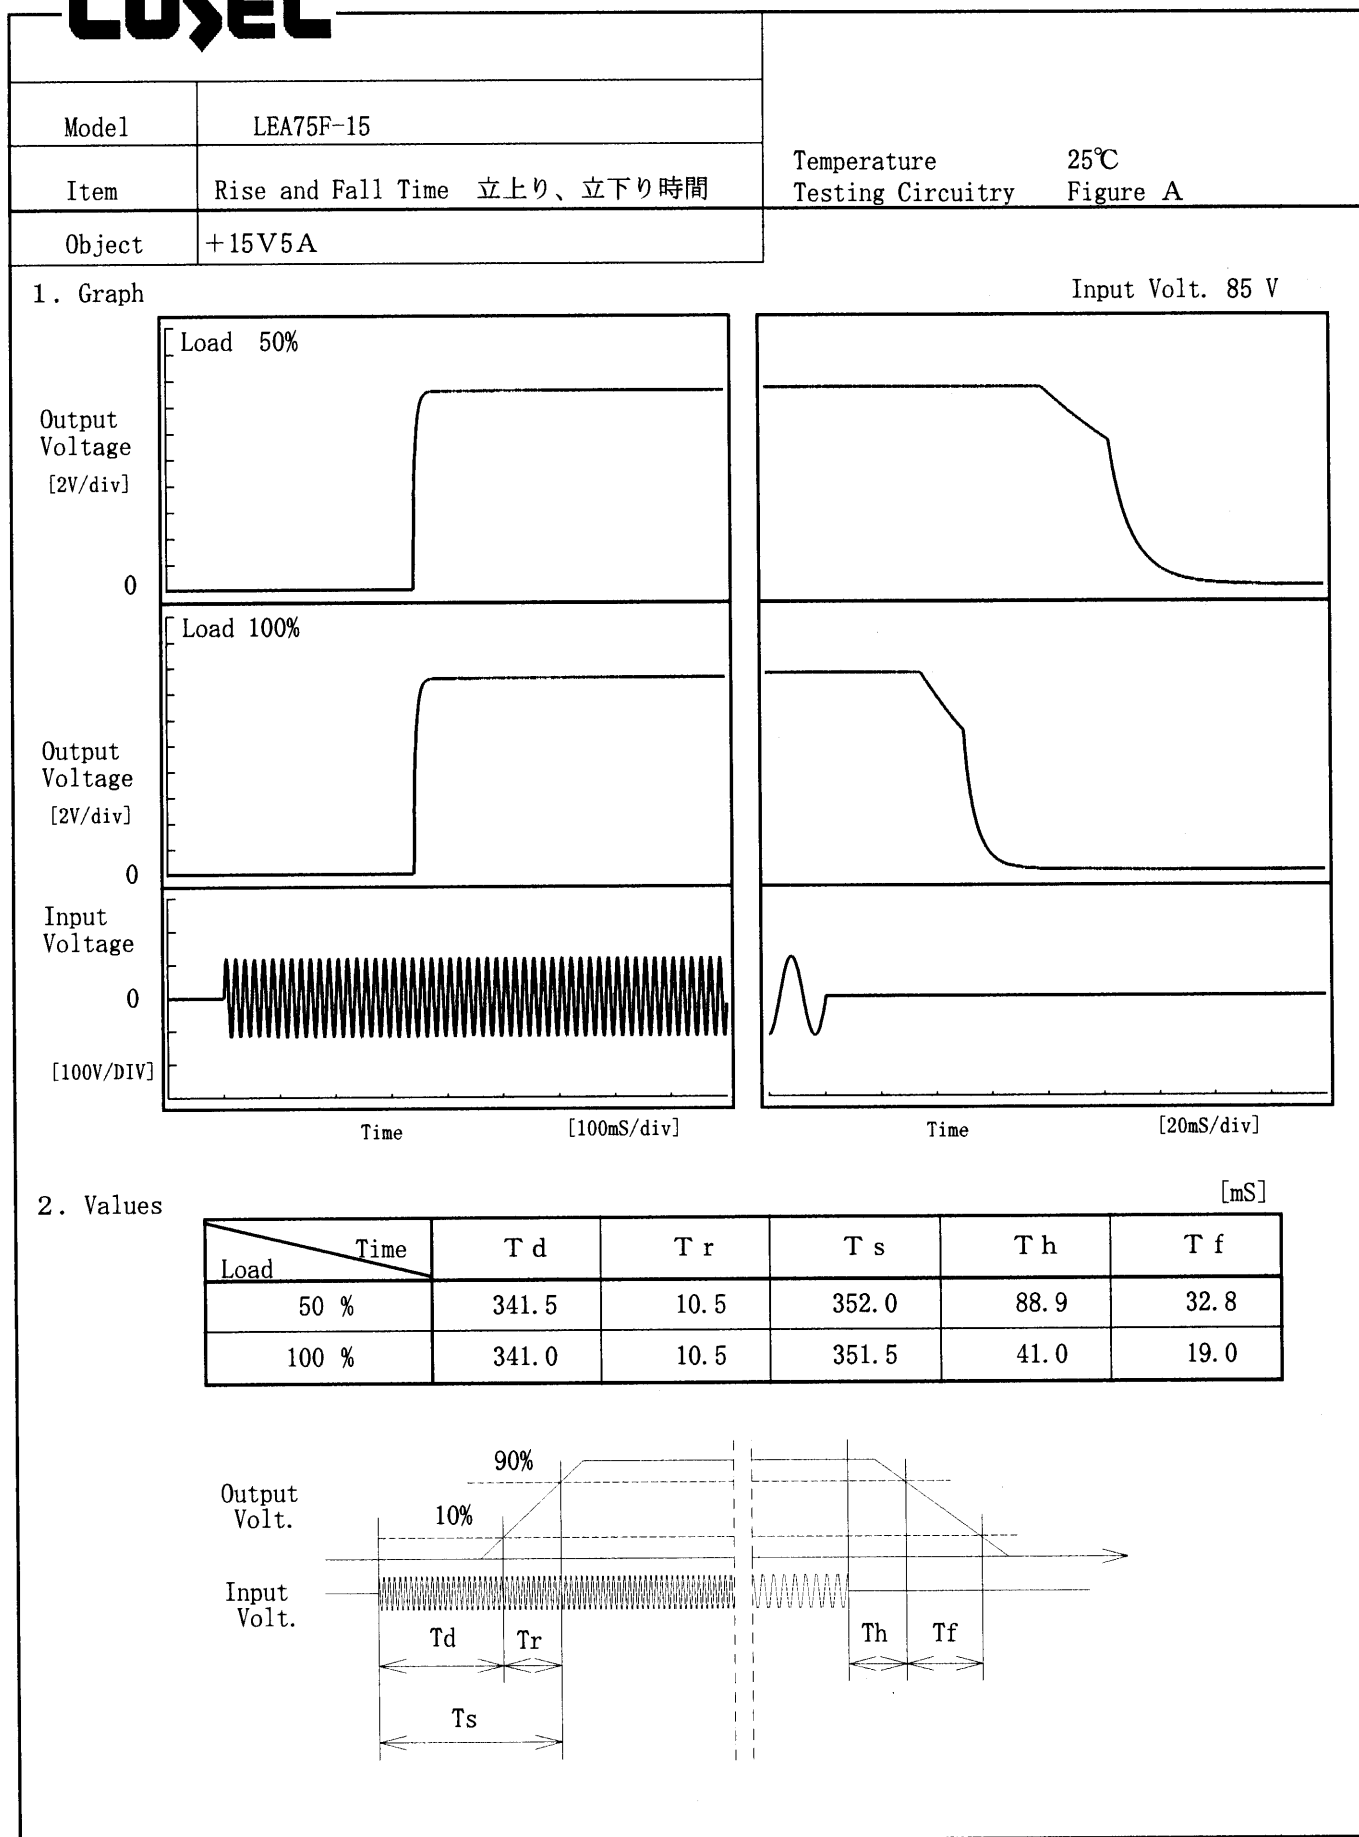 COSEL
Model LEA75F-15
Item Rise and Fall Time 立上り、立下り時間
Temperature 25℃
Testing Circuitry Figure A
Object +15V5A
1. Graph
Input Volt. 85 V
Load 50%
Output
Voltage
[2V/div]
0
Load 100%
Output
Voltage
[2V/div]
0
Input
Voltage
0
[100V/DIV]
Time [100mS/div]
Time [20mS/div]
2. Values
[mS]
Time
Load
Td Tr Ts Th Tf
50 % 341.5 10.5 352.0 88.9 32.8
100 % 341.0 10.5 351.5 41.0 19.0
90%
Output
Volt.
10%
Input
Volt.
Td Tr Th Tf
Ts